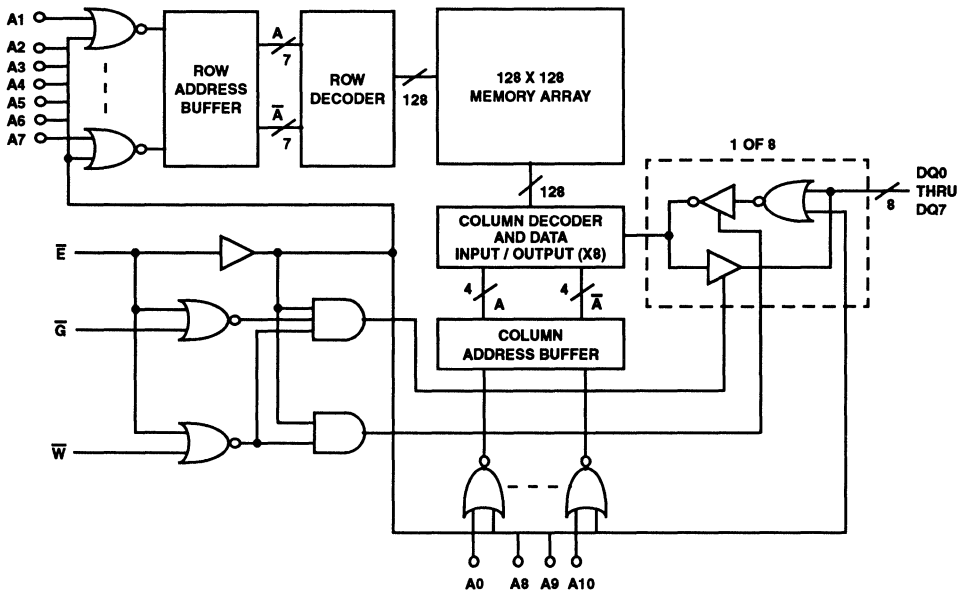 A1
A2
A3
A4
A5
A6
A7
ROW
ADDRESS
BUFFER
A
7
A̅
7
ROW
DECODER
128
128 X 128
MEMORY ARRAY
128
1 OF 8
DQ0
THRU
DQ7
8
COLUMN DECODER
AND DATA
INPUT / OUTPUT (X8)
E̅
G̅
W̅
4
A
4
A̅
COLUMN
ADDRESS BUFFER
A0
A8
A9
A10